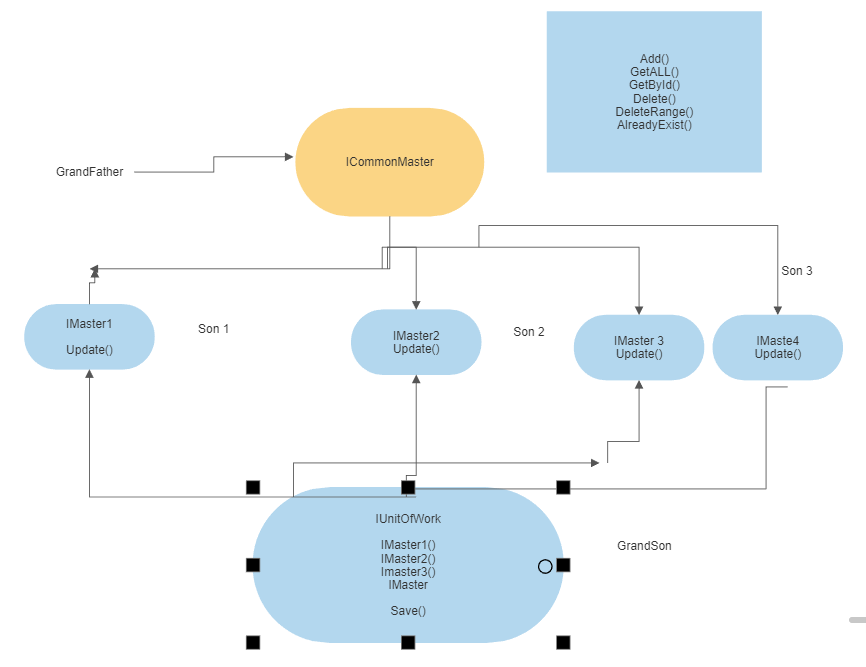 Add()
GetALL()
GetById()
Delete()
DeleteRange()
AlreadyExist()
ICommonMaster
GrandFather
Son 3
IMaster1
Update()
Son 1
IMaster2
Update()
Son 2
IMaster 3
Update()
IMaste4
Update()
IUnitOfWork
IMaster1()
IMaster2()
Imaster3()
IMaster
Save()
GrandSon